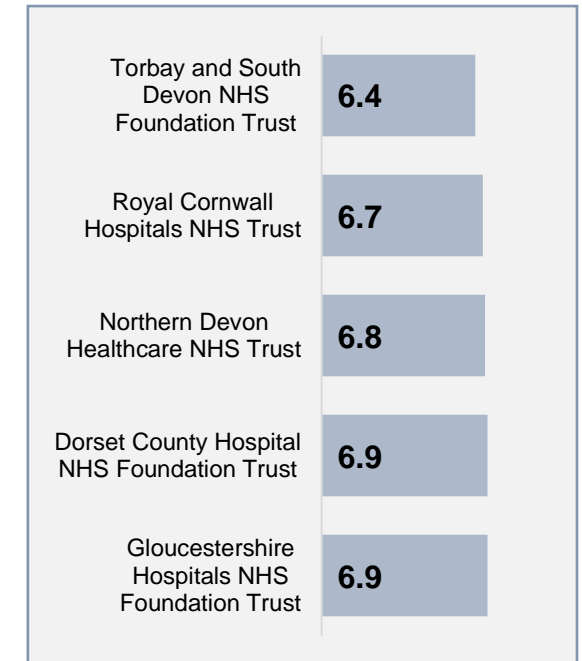 Torbay and South
Devon NHS
Foundation Trust
6.4
Royal Cornwall
Hospitals NHS Trust
6.7
Northern Devon
Healthcare NHS Trust
6.8
Dorset County Hospital
NHS Foundation Trust
6.9
Gloucestershire
Hospitals NHS
Foundation Trust
6.9